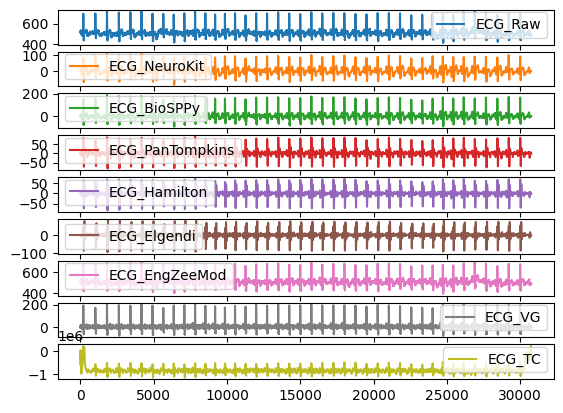 600
400
ECG_Raw
100
0
ECG_NeuroKit
200
0
ECG_BioSPPy
50
0
−50
ECG_PanTompkins
50
0
−50
ECG_Hamilton
0
−100
ECG_Elgendi
600
400
ECG_EngZeeMod
200
0
ECG_VG
1e6
0
−1
ECG_TC
0 5000 10000 15000 20000 25000 30000